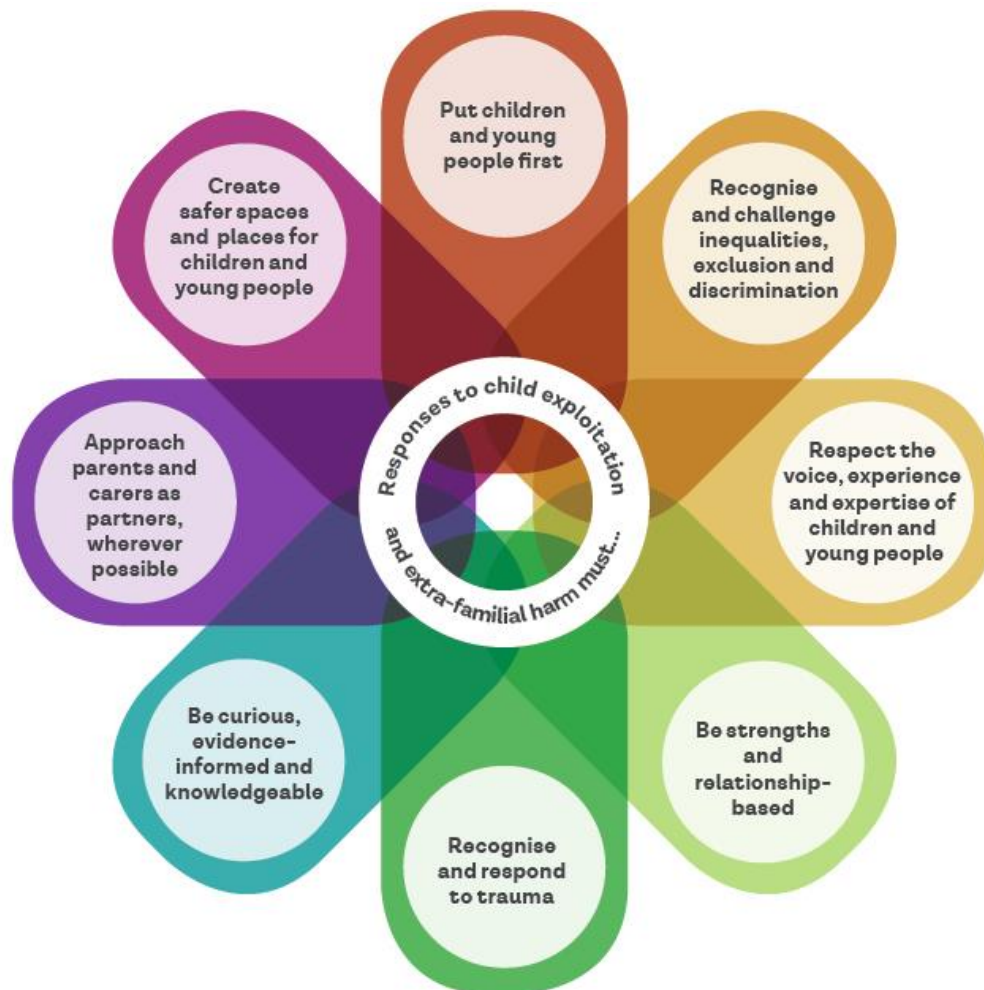 Put children
and young
people first
Recognise
and challenge
inequalities,
exclusion and
discrimination
Respect the
voice, experience
and expertise of
children and
young people
Be strengths
and
relationship-
based
Recognise
and respond
to trauma
Be curious,
evidence-
informed and
knowledgeable
Approach
parents and
carers as
partners,
wherever
possible
Create
safer spaces
and places for
children and
young people
Responses to child exploitation
and extra-familial harm must...